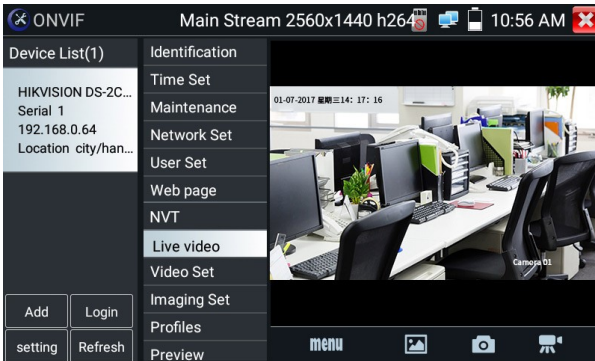 ONVIF
Main Stream 2560x1440 h264
10:56 AM
Device List(1)
HIKVISION DS-2C...
Serial 1
192.168.0.64
Location city/han...
Add
Login
setting
Refresh
Identification
Time Set
Maintenance
Network Set
User Set
Web page
NVT
Live video
Video Set
Imaging Set
Profiles
Preview
01-07-2017 星期三14: 17: 16
Camera 01
menu